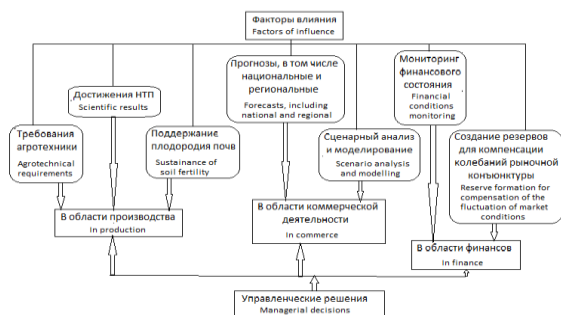 Факторы влияния
Factors of influence
Достижения НТП
Scientific results
Прогнозы, в том числе
национальные и
региональные
Forecasts, including
national and regional
Мониторинг
финансового
состояния
Financial
conditions
monitoring
Требования
агротехники
Agrotechnical
requirements
Поддержание
плодородия почв
Sustainance of
soil fertility
Сценарный анализ
и моделирование
Scenario analysis
and modelling
Создание резервов
для компенсации
колебаний рыночной
конъюнктуры
Reserve formation for
compensation of the
fluctuation of market
conditions
В области производства
In production
В области коммерческой
деятельности
In commerce
В области финансов
In finance
Управленческие решения
Managerial decisions